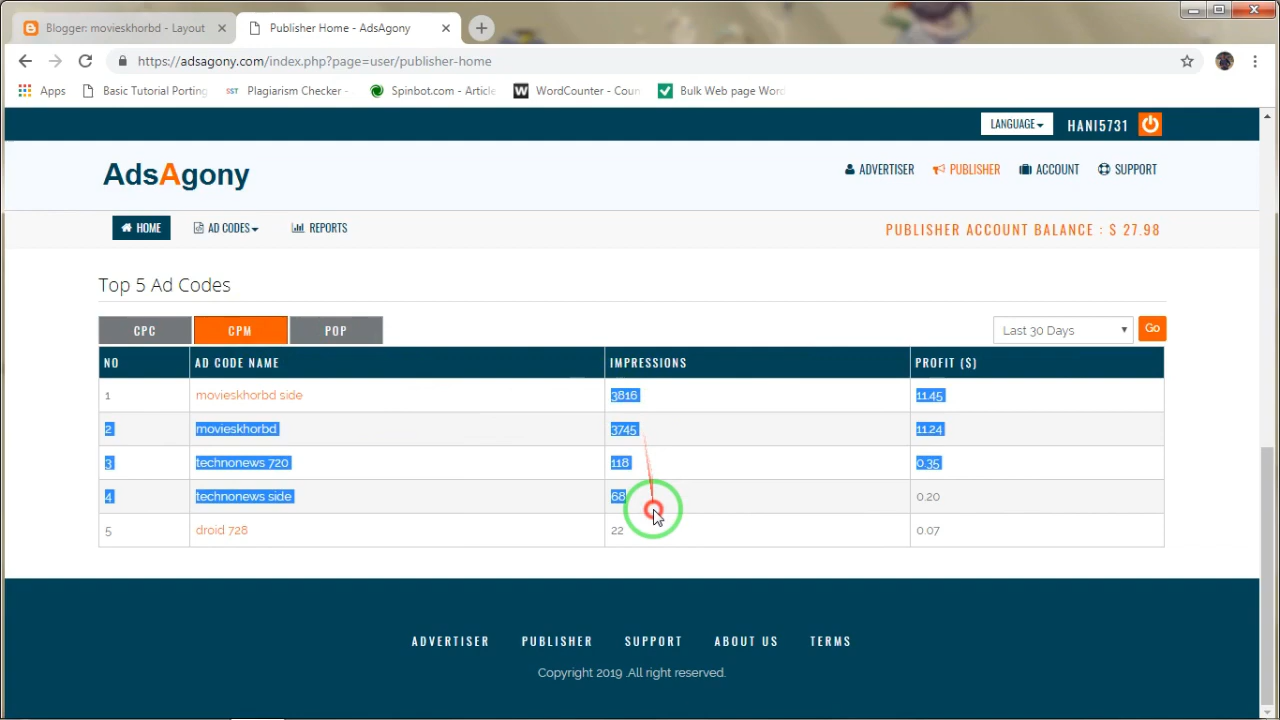 Blogger: movieskhorbd - Layout
Publisher Home - AdsAgony
https://adsagony.com/index.php?page=user/publisher-home
Apps Basic Tutorial Porting Plagiarism Checker - Spinbot.com - Article WordCounter - Coun Bulk Web page Word
LANGUAGE HANI5731
AdsAgony
ADVERTISER PUBLISHER ACCOUNT SUPPORT
HOME AD CODES REPORTS PUBLISHER ACCOUNT BALANCE : $ 27.98
Top 5 Ad Codes
CPC CPM POP Last 30 Days Go
NO AD CODE NAME IMPRESSIONS PROFIT ($)
1 movieskhorbd side 3816 11.45
2 movieskhorbd 3745 11.24
3 technonews 720 118 0.35
4 technonews side 68 0.20
5 droid 728 22 0.07
ADVERTISER PUBLISHER SUPPORT ABOUT US TERMS
Copyright 2019 .All right reserved.